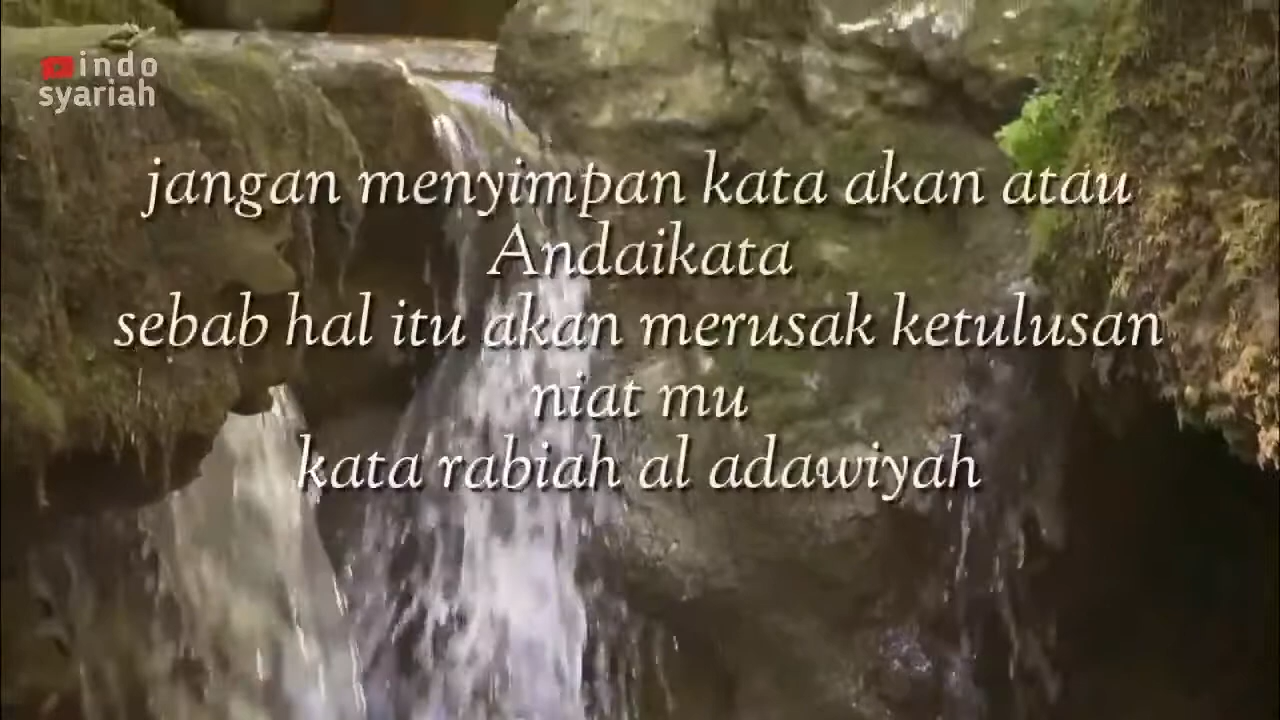 indo
syariah
jangan menyimpan kata akan atau
Andaikata
sebab hal itu akan merusak ketulusan
niat mu
kata rabiah al adawiyah